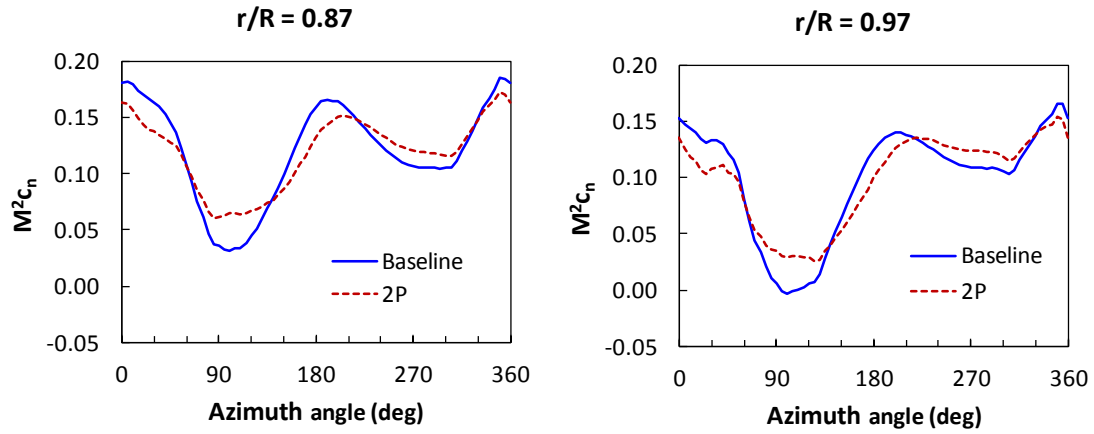 r/R = 0.87
0.20
0.15
0.10
0.05
0.00
-0.05
M²cₙ
Baseline
2P
0 90 180 270 360
Azimuth angle (deg)
r/R = 0.97
0.20
0.15
0.10
0.05
0.00
-0.05
M²cₙ
Baseline
2P
0 90 180 270 360
Azimuth angle (deg)